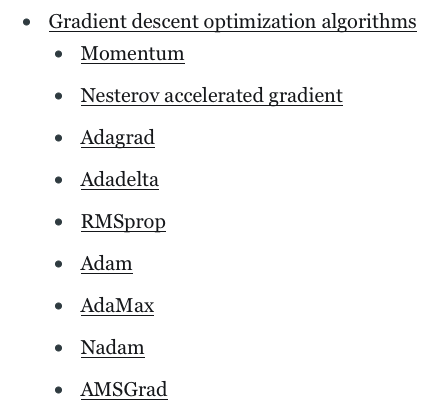 Gradient descent optimization algorithms
Momentum
Nesterov accelerated gradient
Adagrad
Adadelta
RMSprop
Adam
AdaMax
Nadam
AMSGrad